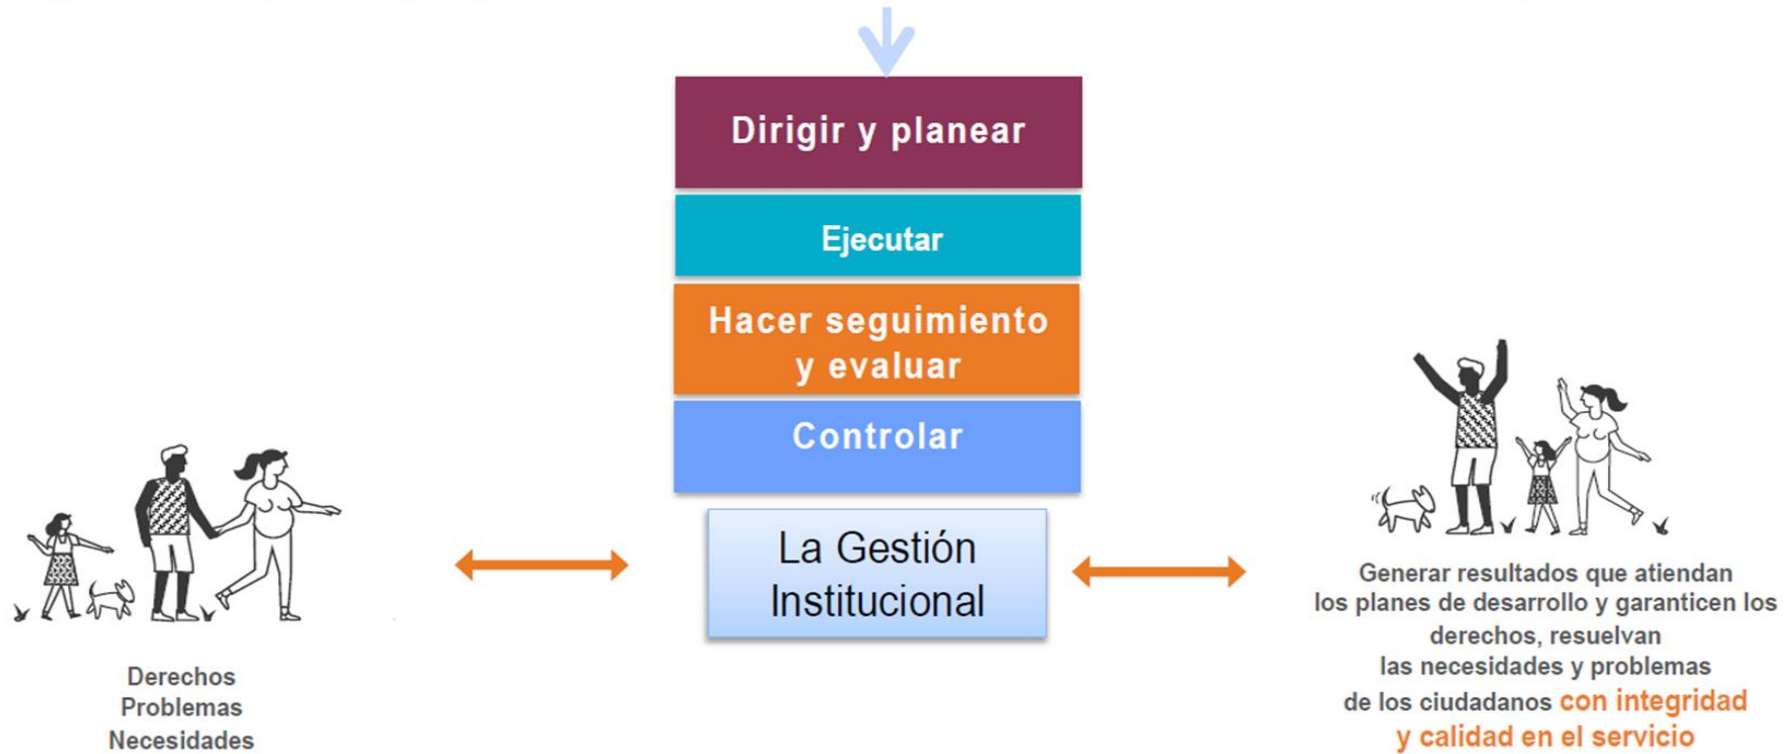 Dirigir y planear
Ejecutar
Hacer seguimiento
y evaluar
Controlar
La Gestión
Institucional
Derechos
Problemas
Necesidades
Generar resultados que atiendan
los planes de desarrollo y garanticen los
derechos, resuelvan
las necesidades y problemas
de los ciudadanos con integridad
y calidad en el servicio